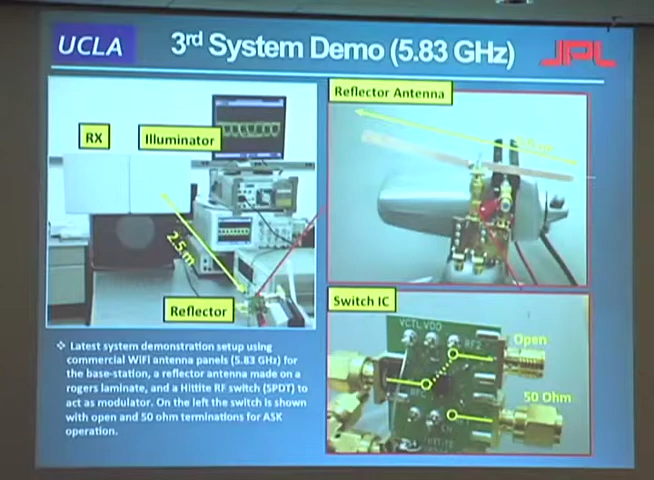 UCLA
3rd System Demo (5.83 GHz)
JPL
RX
Illuminator
2.5 m
Reflector
Reflector Antenna
Switch IC
VCTL VDD
RF2
Open
RFC
50 Ohm
❖ Latest system demonstration setup using
commercial WiFi antenna panels (5.83 GHz) for
the base-station, a reflector antenna made on a
rogers laminate, and a Hittite RF switch (SPDT) to
act as modulator. On the left the switch is shown
with open and 50 ohm terminations for ASK
operation.